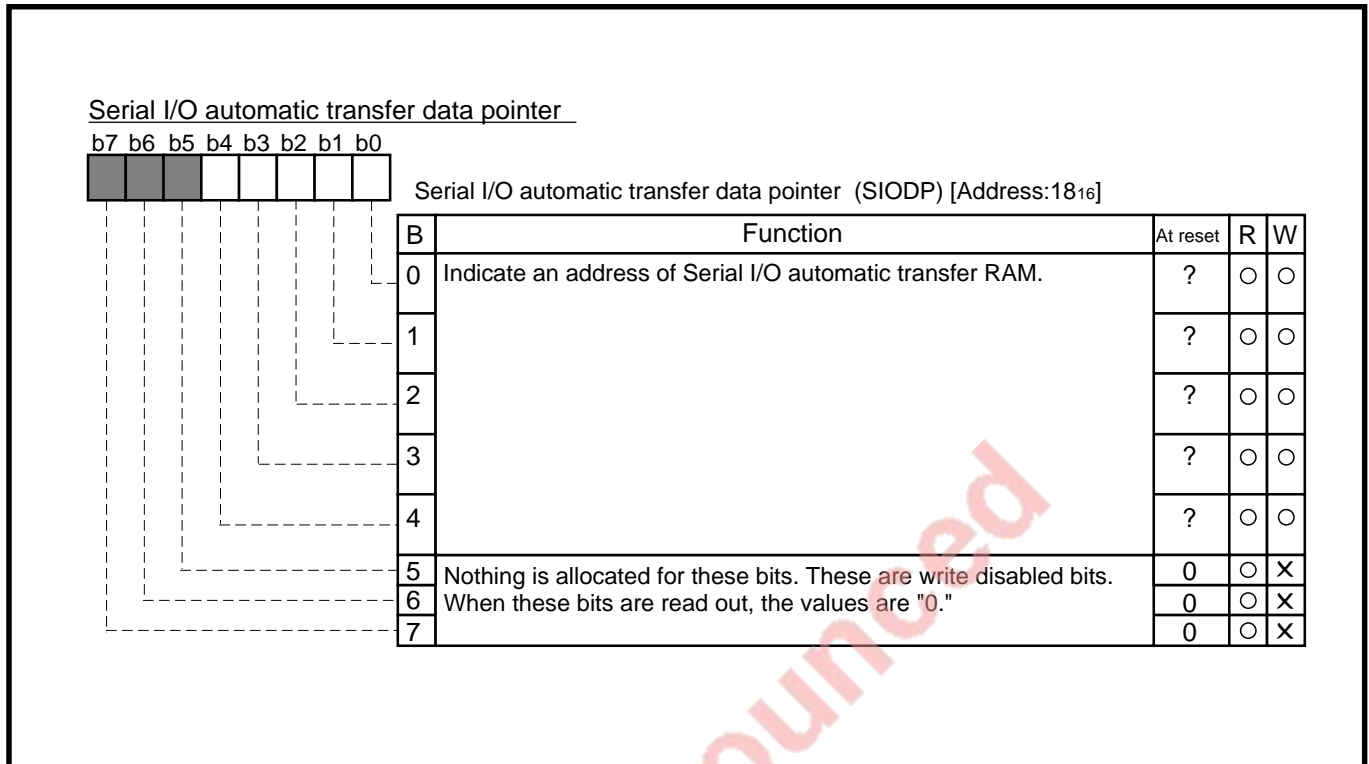 Serial I/O automatic transfer data pointer
b7 b6 b5 b4 b3 b2 b1 b0
Serial I/O automatic transfer data pointer (SIODP) [Address:1816]
B Function At reset R W
0 Indicate an address of Serial I/O automatic transfer RAM. ? ○ ○
1 ? ○ ○
2 ? ○ ○
3 ? ○ ○
4 ? ○ ○
5 Nothing is allocated for these bits. These are write disabled bits. 0 ○ ×
6 When these bits are read out, the values are "0." 0 ○ ×
7 0 ○ ×
ounced